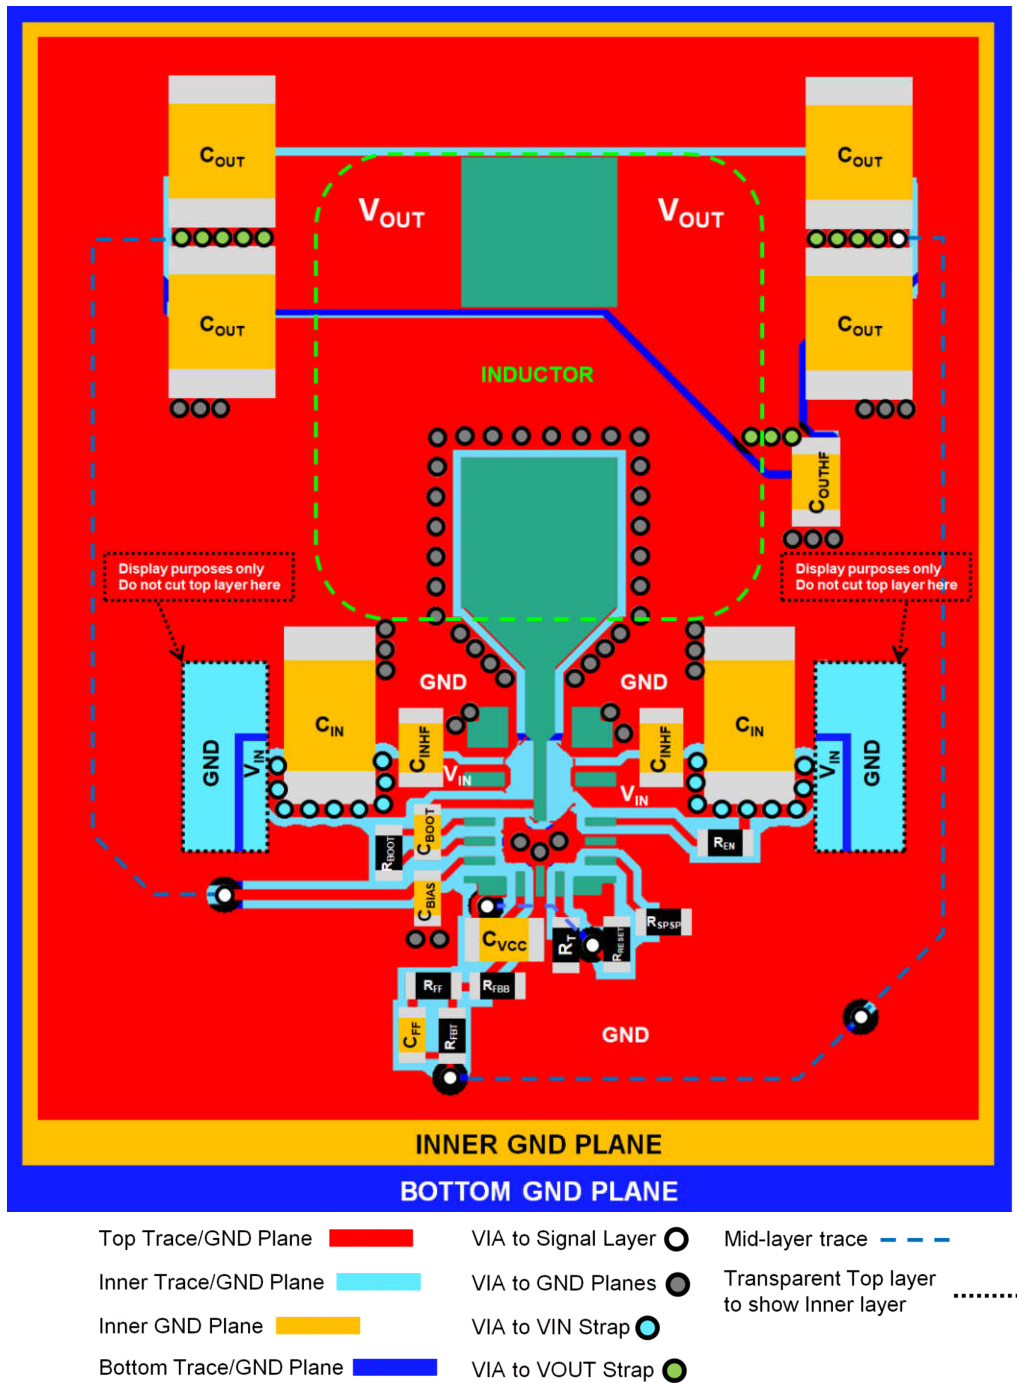 COUT
COUT
VOUT
VOUT
COUT
COUT
INDUCTOR
COUTHF
Display purposes only
Do not cut top layer here
Display purposes only
Do not cut top layer here
GND
GND
GND
VIN
CIN
CINHF
VIN
CINHF
VIN
CIN
VIN
GND
RBOOT
CBOOT
REN
CBIAS
CVCC
RT
RRESET
RSPSP
RFF
RFBB
CFF
RFBT
GND
INNER GND PLANE
BOTTOM GND PLANE
Top Trace/GND Plane
VIA to Signal Layer
Mid-layer trace
Inner Trace/GND Plane
VIA to GND Planes
Transparent Top layer
to show Inner layer
Inner GND Plane
VIA to VIN Strap
Bottom Trace/GND Plane
VIA to VOUT Strap